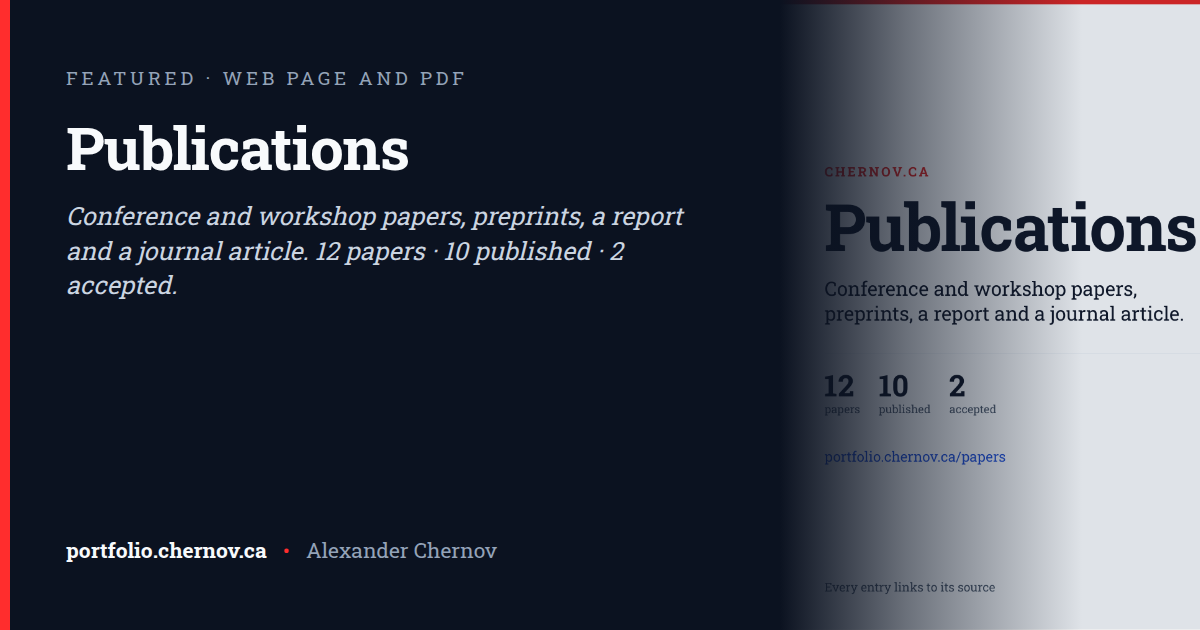 FEATURED · WEB PAGE AND PDF
Publications
Conference and workshop papers, preprints, a report
and a journal article. 12 papers · 10 published · 2
accepted.
portfolio.chernov.ca • Alexander Chernov
CHERNOV.CA
Publications
Conference and workshop papers,
preprints, a report and a journal article.
12 10 2
papers published accepted
portfolio.chernov.ca/papers
Every entry links to its source